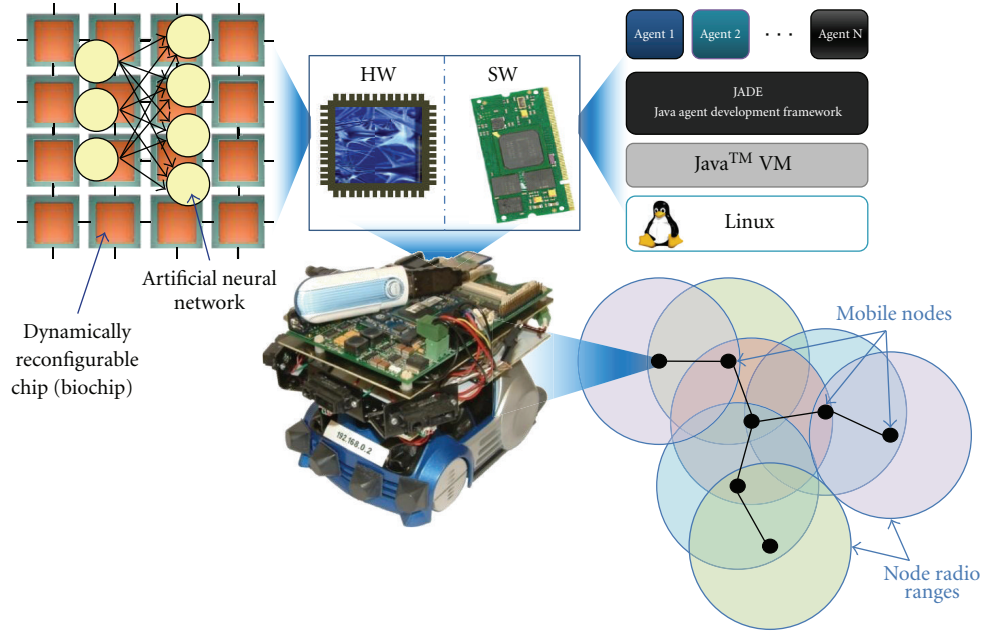 HW
SW
Agent 1
Agent 2
. . .
Agent N
JADE
Java agent development framework
Java™ VM
Linux
Artificial neural
network
Dynamically
reconfigurable
chip (biochip)
192.168.0.2
Mobile nodes
Node radio
ranges